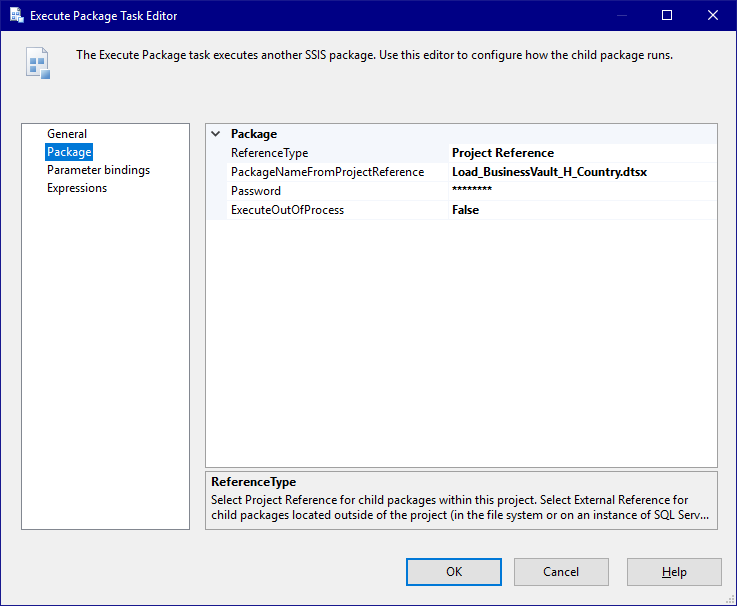 Execute Package Task Editor
The Execute Package task executes another SSIS package. Use this editor to configure how the child package runs.
General
Package
Parameter bindings
Expressions
Package
ReferenceType Project Reference
PackageNameFromProjectReference Load_BusinessVault_H_Country.dtsx
Password ********
ExecuteOutOfProcess False
ReferenceType
Select Project Reference for child packages within this project. Select External Reference for
child packages located outside of the project (in the file system or on an instance of SQL Serv...
OK Cancel Help